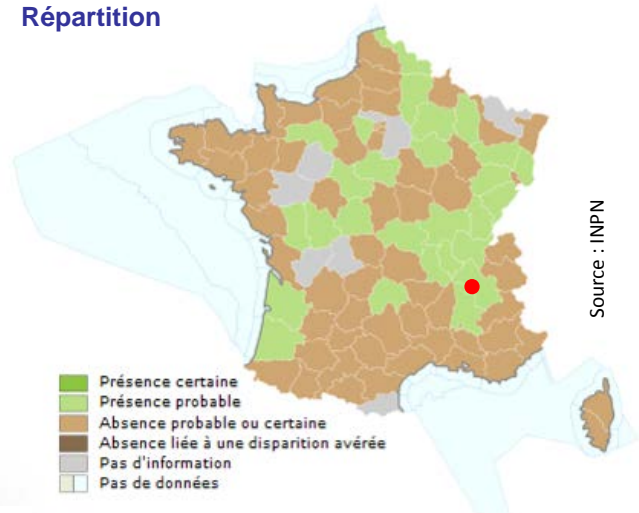 Répartition
Source : INPN
Présence certaine
Présence probable
Absence probable ou certaine
Absence liée à une disparition avérée
Pas d'information
Pas de données